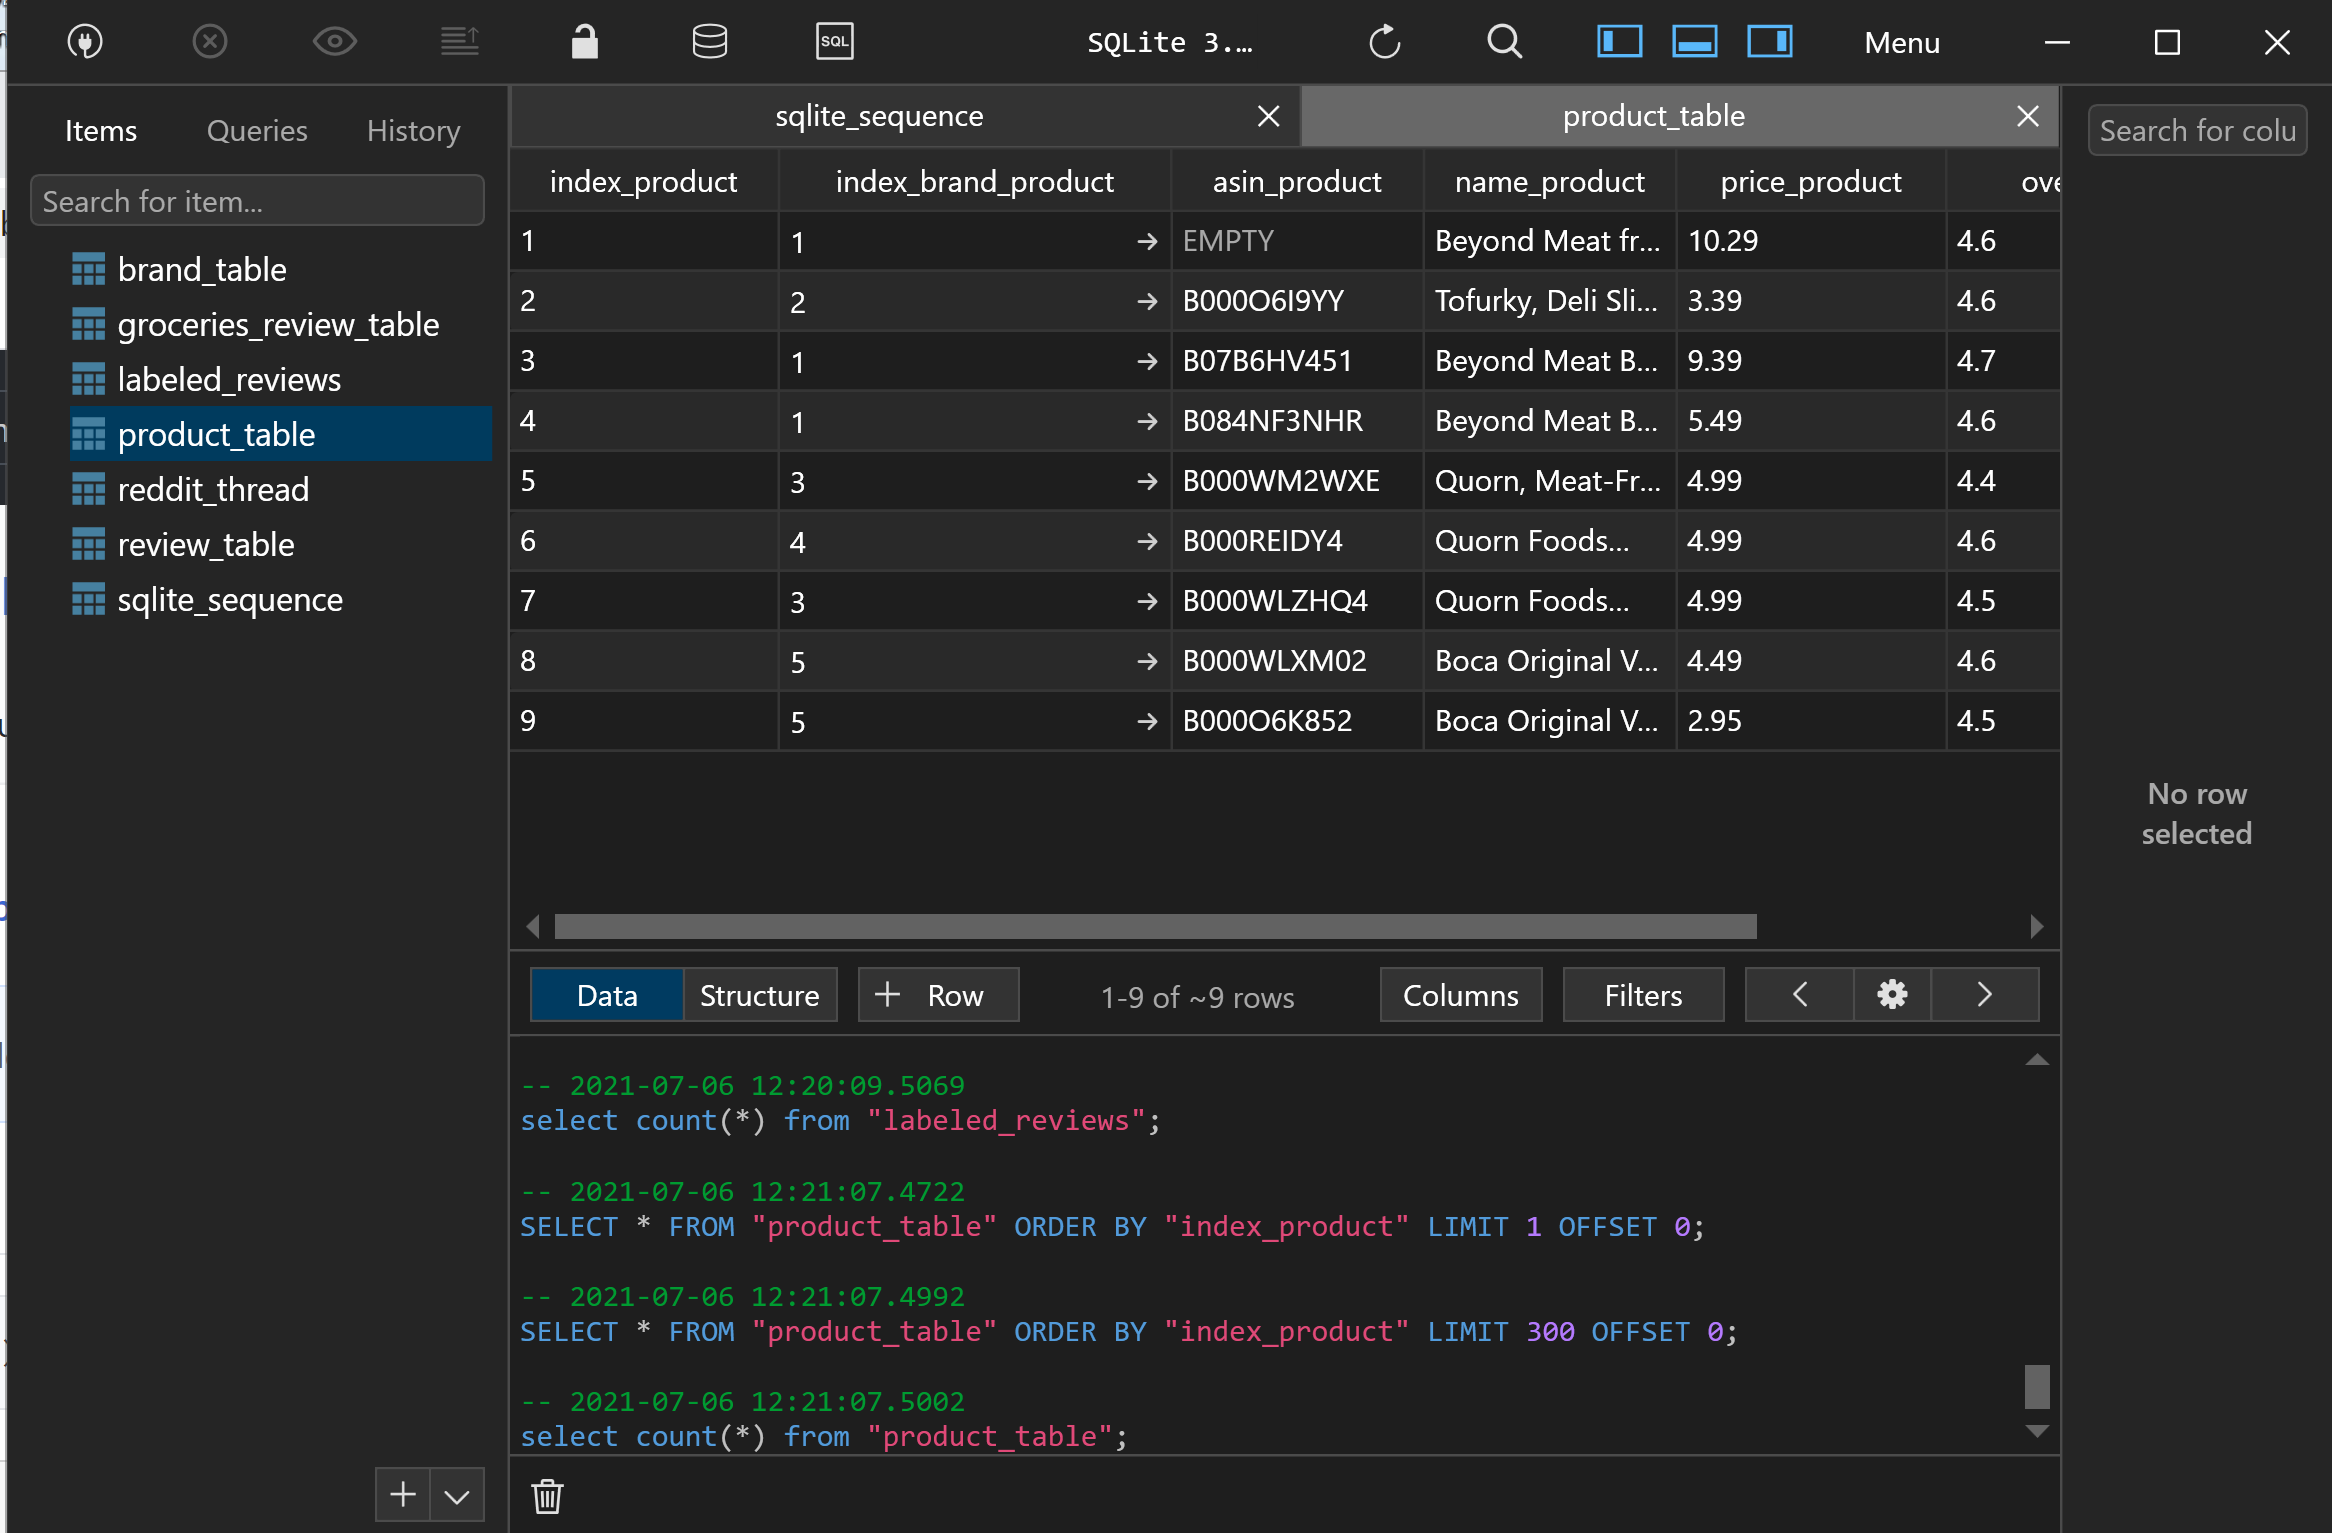 SQL SQLite 3.… Menu
Items Queries History
Search for item...
brand_table
groceries_review_table
labeled_reviews
product_table
reddit_thread
review_table
sqlite_sequence
sqlite_sequence product_table
index_product index_brand_product asin_product name_product price_product ove
1 1 → EMPTY Beyond Meat fr... 10.29 4.6
2 2 → B000O6I9YY Tofurky, Deli Sli... 3.39 4.6
3 1 → B07B6HV451 Beyond Meat B... 9.39 4.7
4 1 → B084NF3NHR Beyond Meat B... 5.49 4.6
5 3 → B000WM2WXE Quorn, Meat-Fr... 4.99 4.4
6 4 → B000REIDY4 Quorn Foods... 4.99 4.6
7 3 → B000WLZHQ4 Quorn Foods... 4.99 4.5
8 5 → B000WLXM02 Boca Original V... 4.49 4.6
9 5 → B000O6K852 Boca Original V... 2.95 4.5
Data Structure + Row 1-9 of ~9 rows Columns Filters
-- 2021-07-06 12:20:09.5069
select count(*) from "labeled_reviews";
-- 2021-07-06 12:21:07.4722
SELECT * FROM "product_table" ORDER BY "index_product" LIMIT 1 OFFSET 0;
-- 2021-07-06 12:21:07.4992
SELECT * FROM "product_table" ORDER BY "index_product" LIMIT 300 OFFSET 0;
-- 2021-07-06 12:21:07.5002
select count(*) from "product_table";
Search for colu
No row
selected